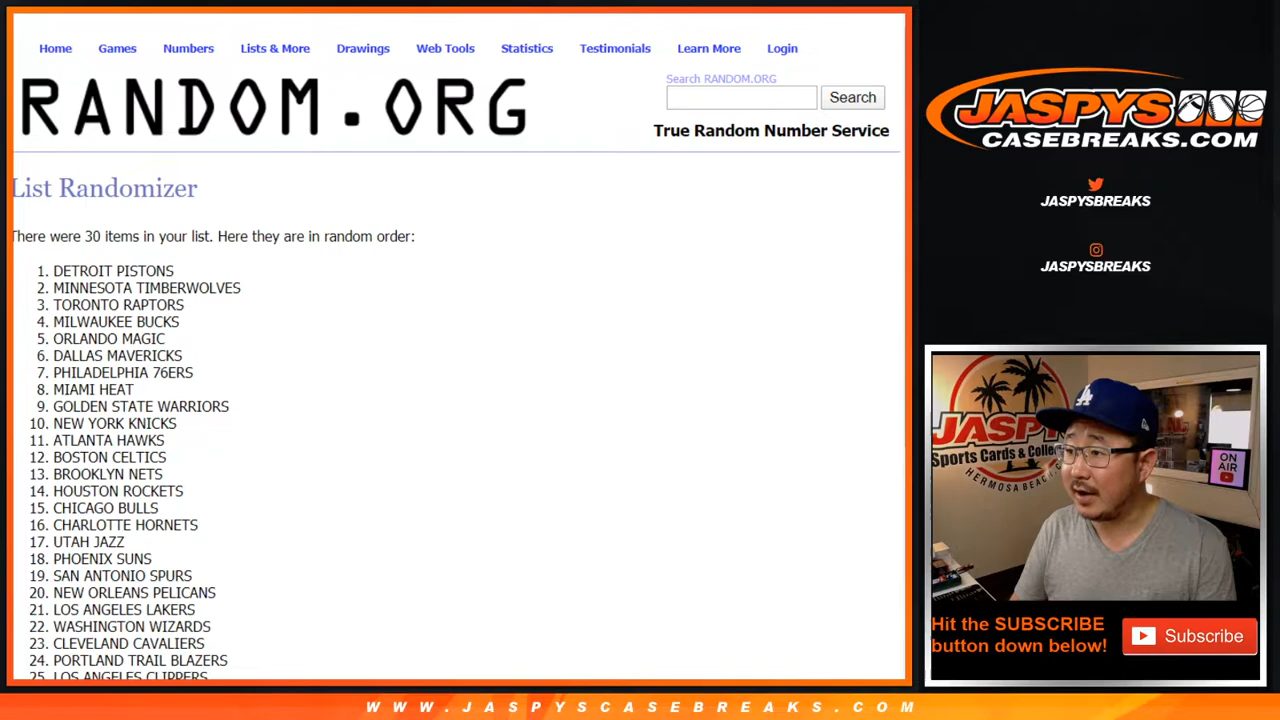 Home Games Numbers Lists & More Drawings Web Tools Statistics Testimonials Learn More Login
RANDOM.ORG
Search RANDOM.ORG
Search
True Random Number Service
List Randomizer
There were 30 items in your list. Here they are in random order:
1. DETROIT PISTONS
2. MINNESOTA TIMBERWOLVES
3. TORONTO RAPTORS
4. MILWAUKEE BUCKS
5. ORLANDO MAGIC
6. DALLAS MAVERICKS
7. PHILADELPHIA 76ERS
8. MIAMI HEAT
9. GOLDEN STATE WARRIORS
10. NEW YORK KNICKS
11. ATLANTA HAWKS
12. BOSTON CELTICS
13. BROOKLYN NETS
14. HOUSTON ROCKETS
15. CHICAGO BULLS
16. CHARLOTTE HORNETS
17. UTAH JAZZ
18. PHOENIX SUNS
19. SAN ANTONIO SPURS
20. NEW ORLEANS PELICANS
21. LOS ANGELES LAKERS
22. WASHINGTON WIZARDS
23. CLEVELAND CAVALIERS
24. PORTLAND TRAIL BLAZERS
25. LOS ANGELES CLIPPERS
JASPYS
CASEBREAKS.COM
JASPYSBREAKS
JASPYSBREAKS
JASPY
Sports Cards & Colle
HERMOSA BEACH, C
LA
ON
AIR
Hit the SUBSCRIBE
button down below!
Subscribe
WWW.JASPYSCASEBREAKS.COM